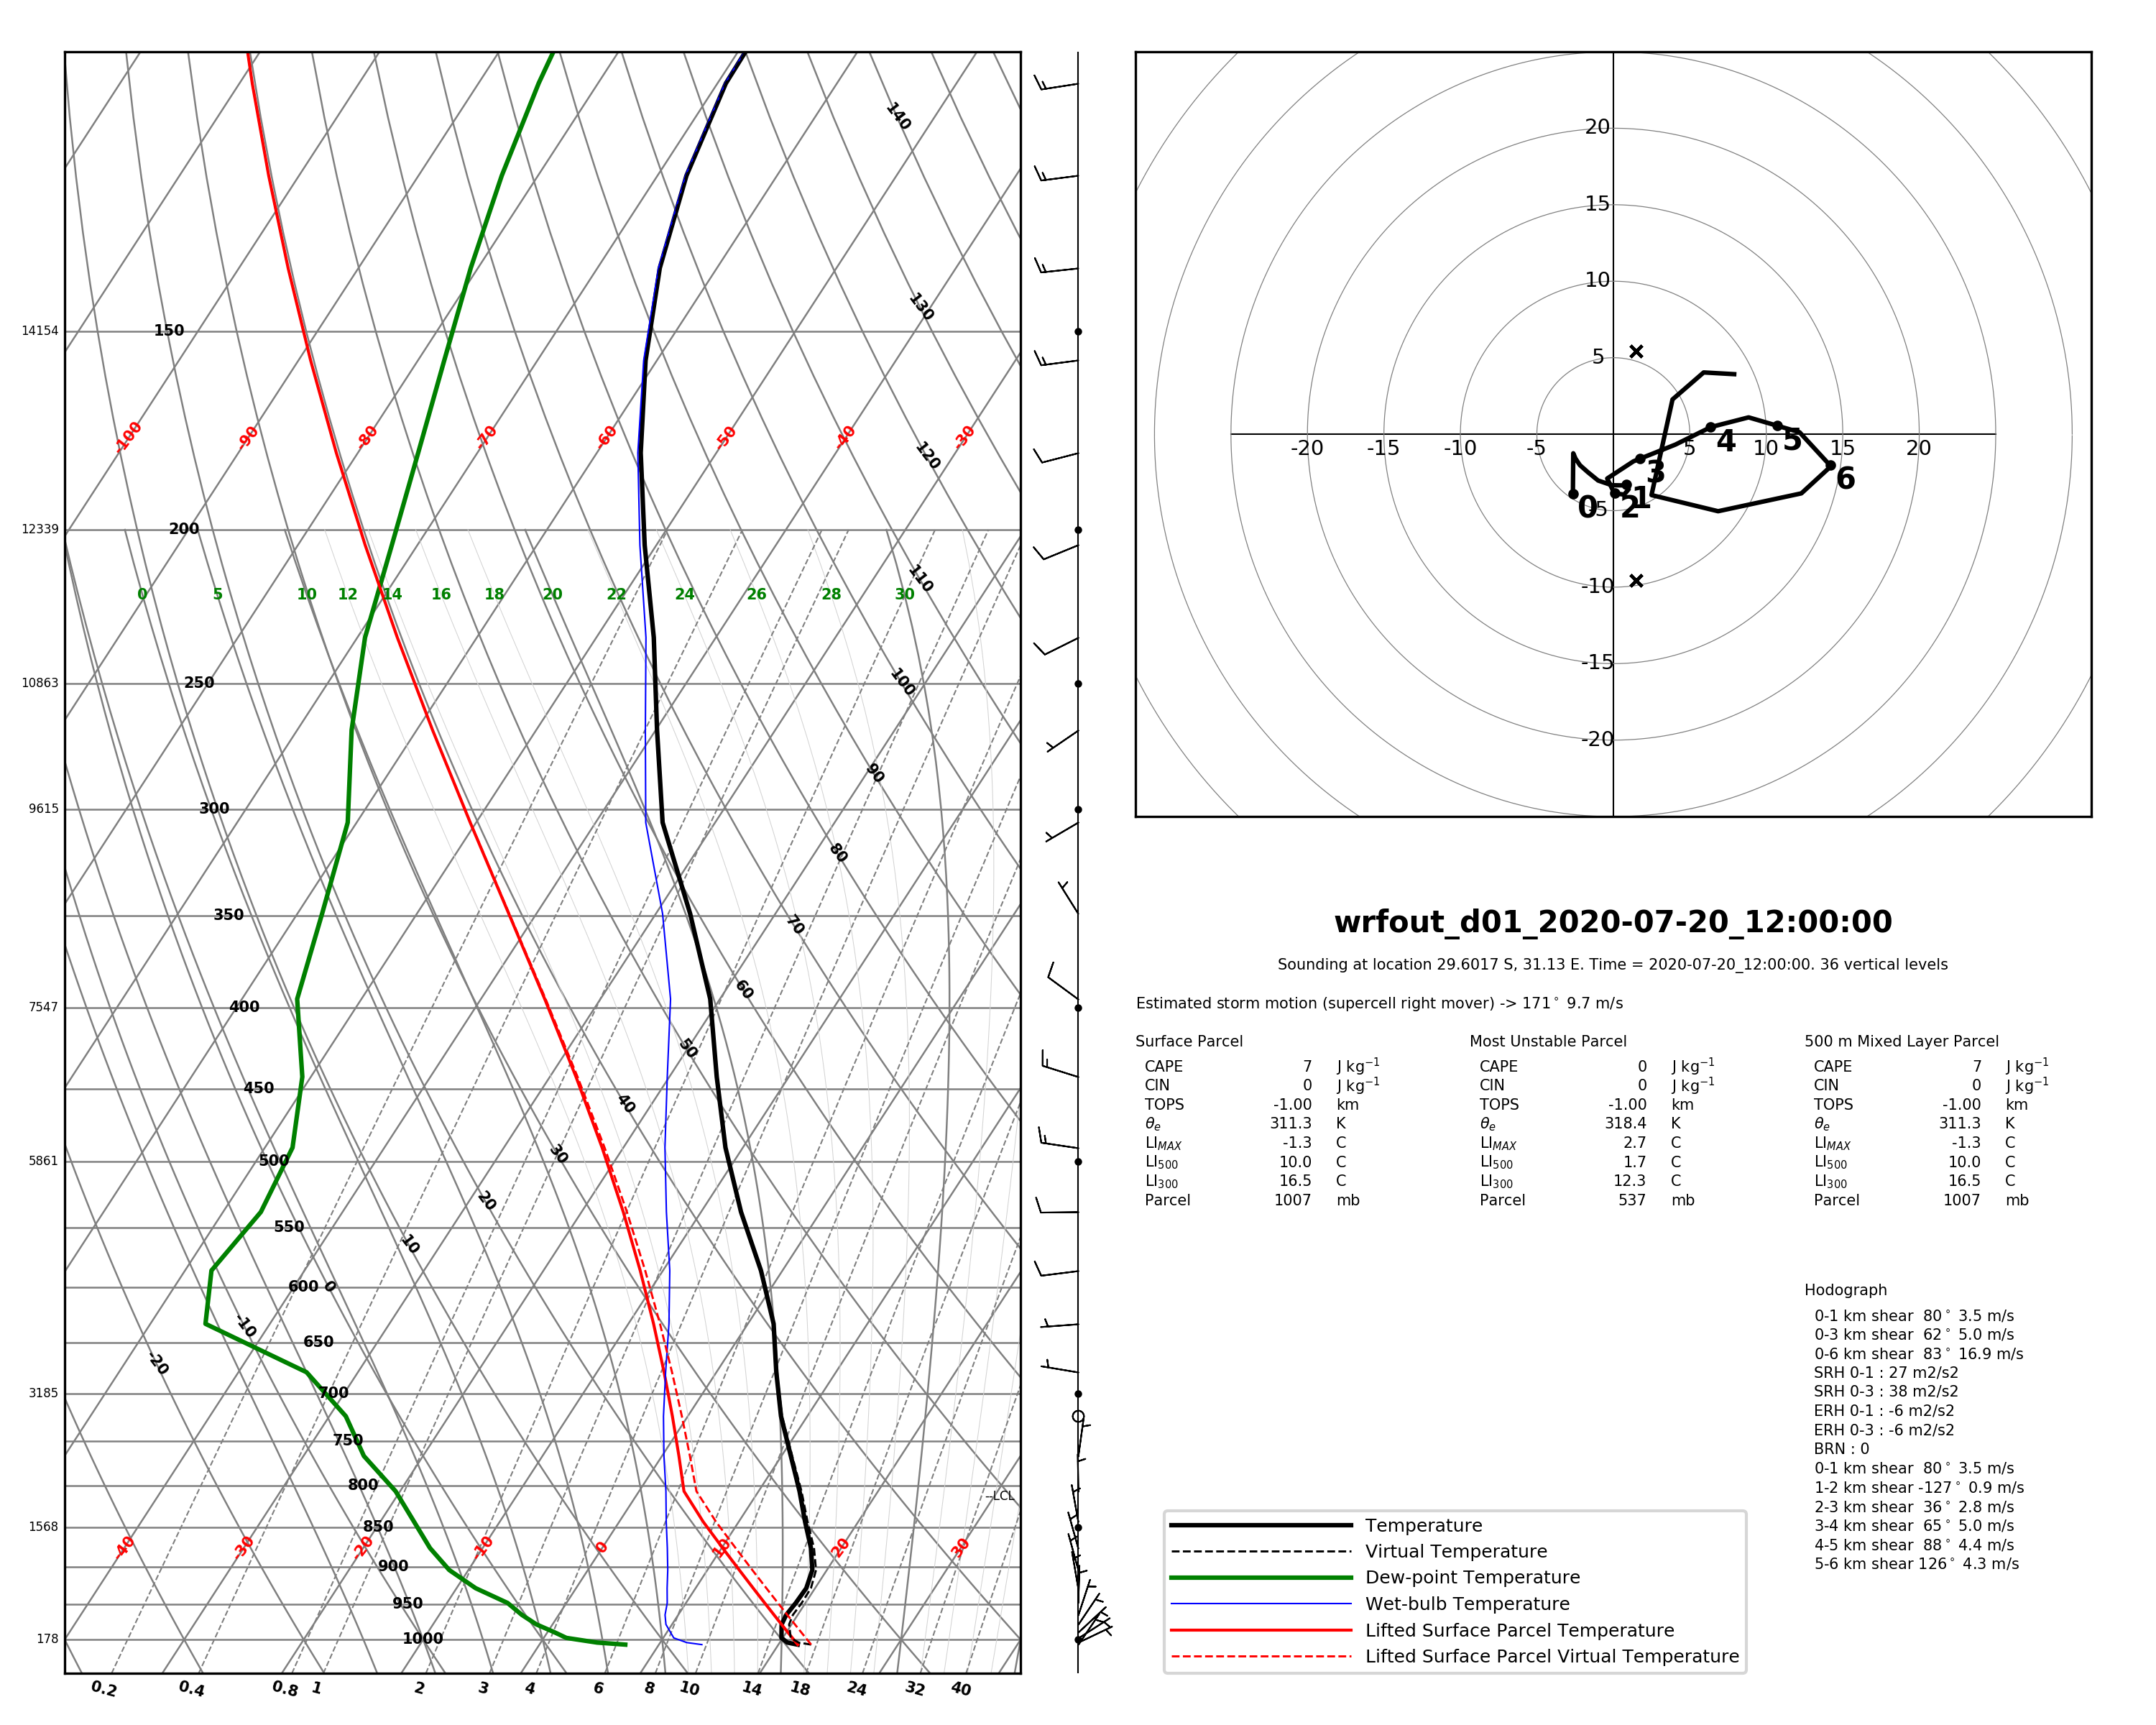 140
130
14154 150
-100 -90 -80 -70 -60 -50 -40 -30
120
12339 200
110
0 5 10 12 14 16 18 20 22 24 26 28 30
100
10863 250
90
9615 300
80
350
70
60
7547 400
50
450
40
5861 500
30
20
550
10
600 0
-10
650
-20
3185 700
750
800
--LCL
1568 850
-40 -30 -20 -10 0 10 20 30
900
950
178 1000
0.2 0.4 0.8 1 2 3 4 6 8 10 14 18 24 32 40
20
15
10
5
-20 -15 -10 -5 5 10 15 20
-5
-10
-15
-20
0 1 2 3 4 5 6
wrfout_d01_2020-07-20_12:00:00
Sounding at location 29.6017 S, 31.13 E. Time = 2020-07-20_12:00:00. 36 vertical levels
Estimated storm motion (supercell right mover) -> 171° 9.7 m/s
Surface Parcel
CAPE 7 J kg⁻¹
CIN 0 J kg⁻¹
TOPS -1.00 km
θₑ 311.3 K
LI_MAX -1.3 C
LI₅₀₀ 10.0 C
LI₃₀₀ 16.5 C
Parcel 1007 mb
Most Unstable Parcel
CAPE 0 J kg⁻¹
CIN 0 J kg⁻¹
TOPS -1.00 km
θₑ 318.4 K
LI_MAX 2.7 C
LI₅₀₀ 1.7 C
LI₃₀₀ 12.3 C
Parcel 537 mb
500 m Mixed Layer Parcel
CAPE 7 J kg⁻¹
CIN 0 J kg⁻¹
TOPS -1.00 km
θₑ 311.3 K
LI_MAX -1.3 C
LI₅₀₀ 10.0 C
LI₃₀₀ 16.5 C
Parcel 1007 mb
Hodograph
0-1 km shear 80° 3.5 m/s
0-3 km shear 62° 5.0 m/s
0-6 km shear 83° 16.9 m/s
SRH 0-1 : 27 m2/s2
SRH 0-3 : 38 m2/s2
ERH 0-1 : -6 m2/s2
ERH 0-3 : -6 m2/s2
BRN : 0
0-1 km shear 80° 3.5 m/s
1-2 km shear -127° 0.9 m/s
2-3 km shear 36° 2.8 m/s
3-4 km shear 65° 5.0 m/s
4-5 km shear 88° 4.4 m/s
5-6 km shear 126° 4.3 m/s
Temperature
Virtual Temperature
Dew-point Temperature
Wet-bulb Temperature
Lifted Surface Parcel Temperature
Lifted Surface Parcel Virtual Temperature